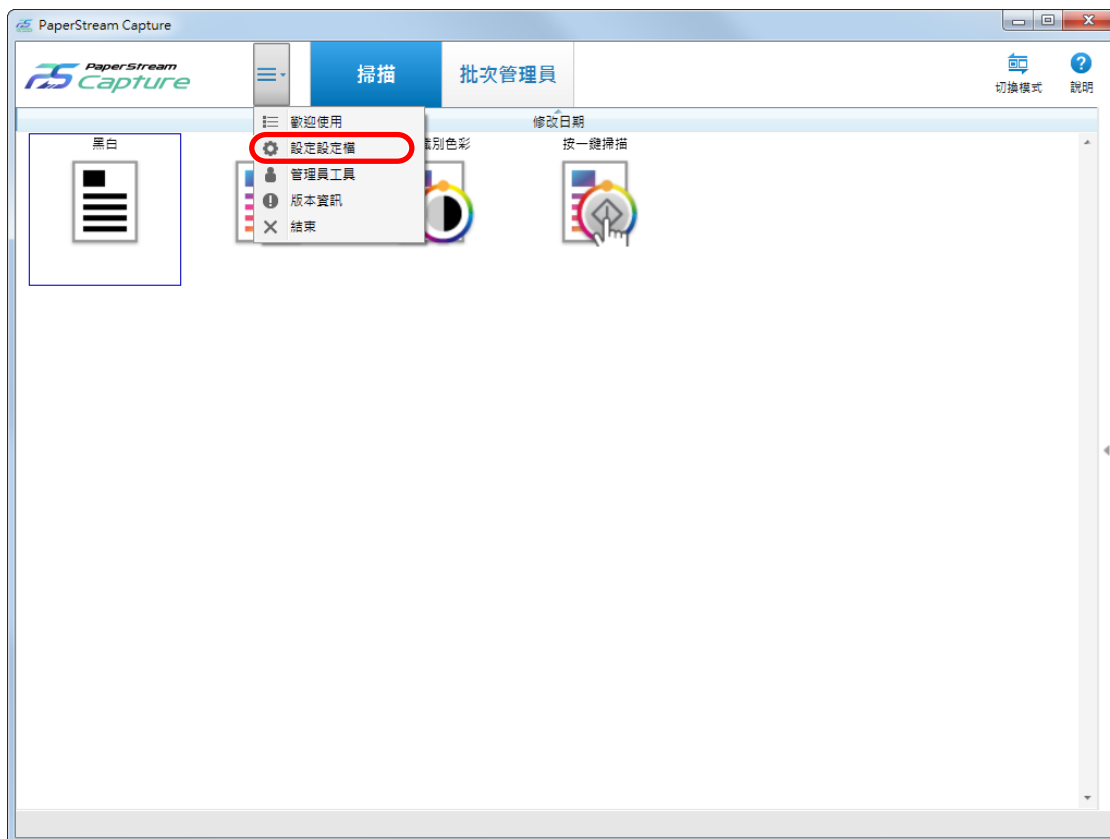 PaperStream Capture
PaperStream
Capture
掃描
批次管理員
切換模式
說明
修改日期
歡迎使用
設定設定檔
管理員工具
版本資訊
結束
黑白
別色彩
按一鍵掃描